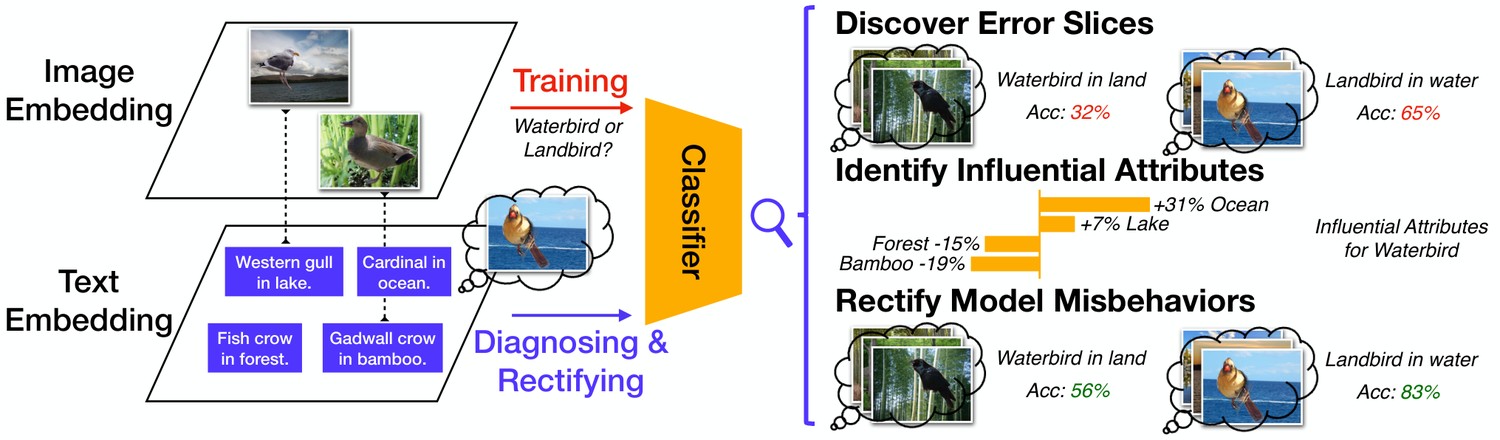 Image
Embedding
Text
Embedding
Western gull
in lake.
Cardinal in
ocean.
Fish crow
in forest.
Gadwall crow
in bamboo.
Training
Waterbird or
Landbird?
Diagnosing &
Rectifying
Classifier
Discover Error Slices
Waterbird in land
Acc: 32%
Landbird in water
Acc: 65%
Identify Influential Attributes
+31% Ocean
+7% Lake
Forest -15%
Bamboo -19%
Influential Attributes
for Waterbird
Rectify Model Misbehaviors
Waterbird in land
Acc: 56%
Landbird in water
Acc: 83%